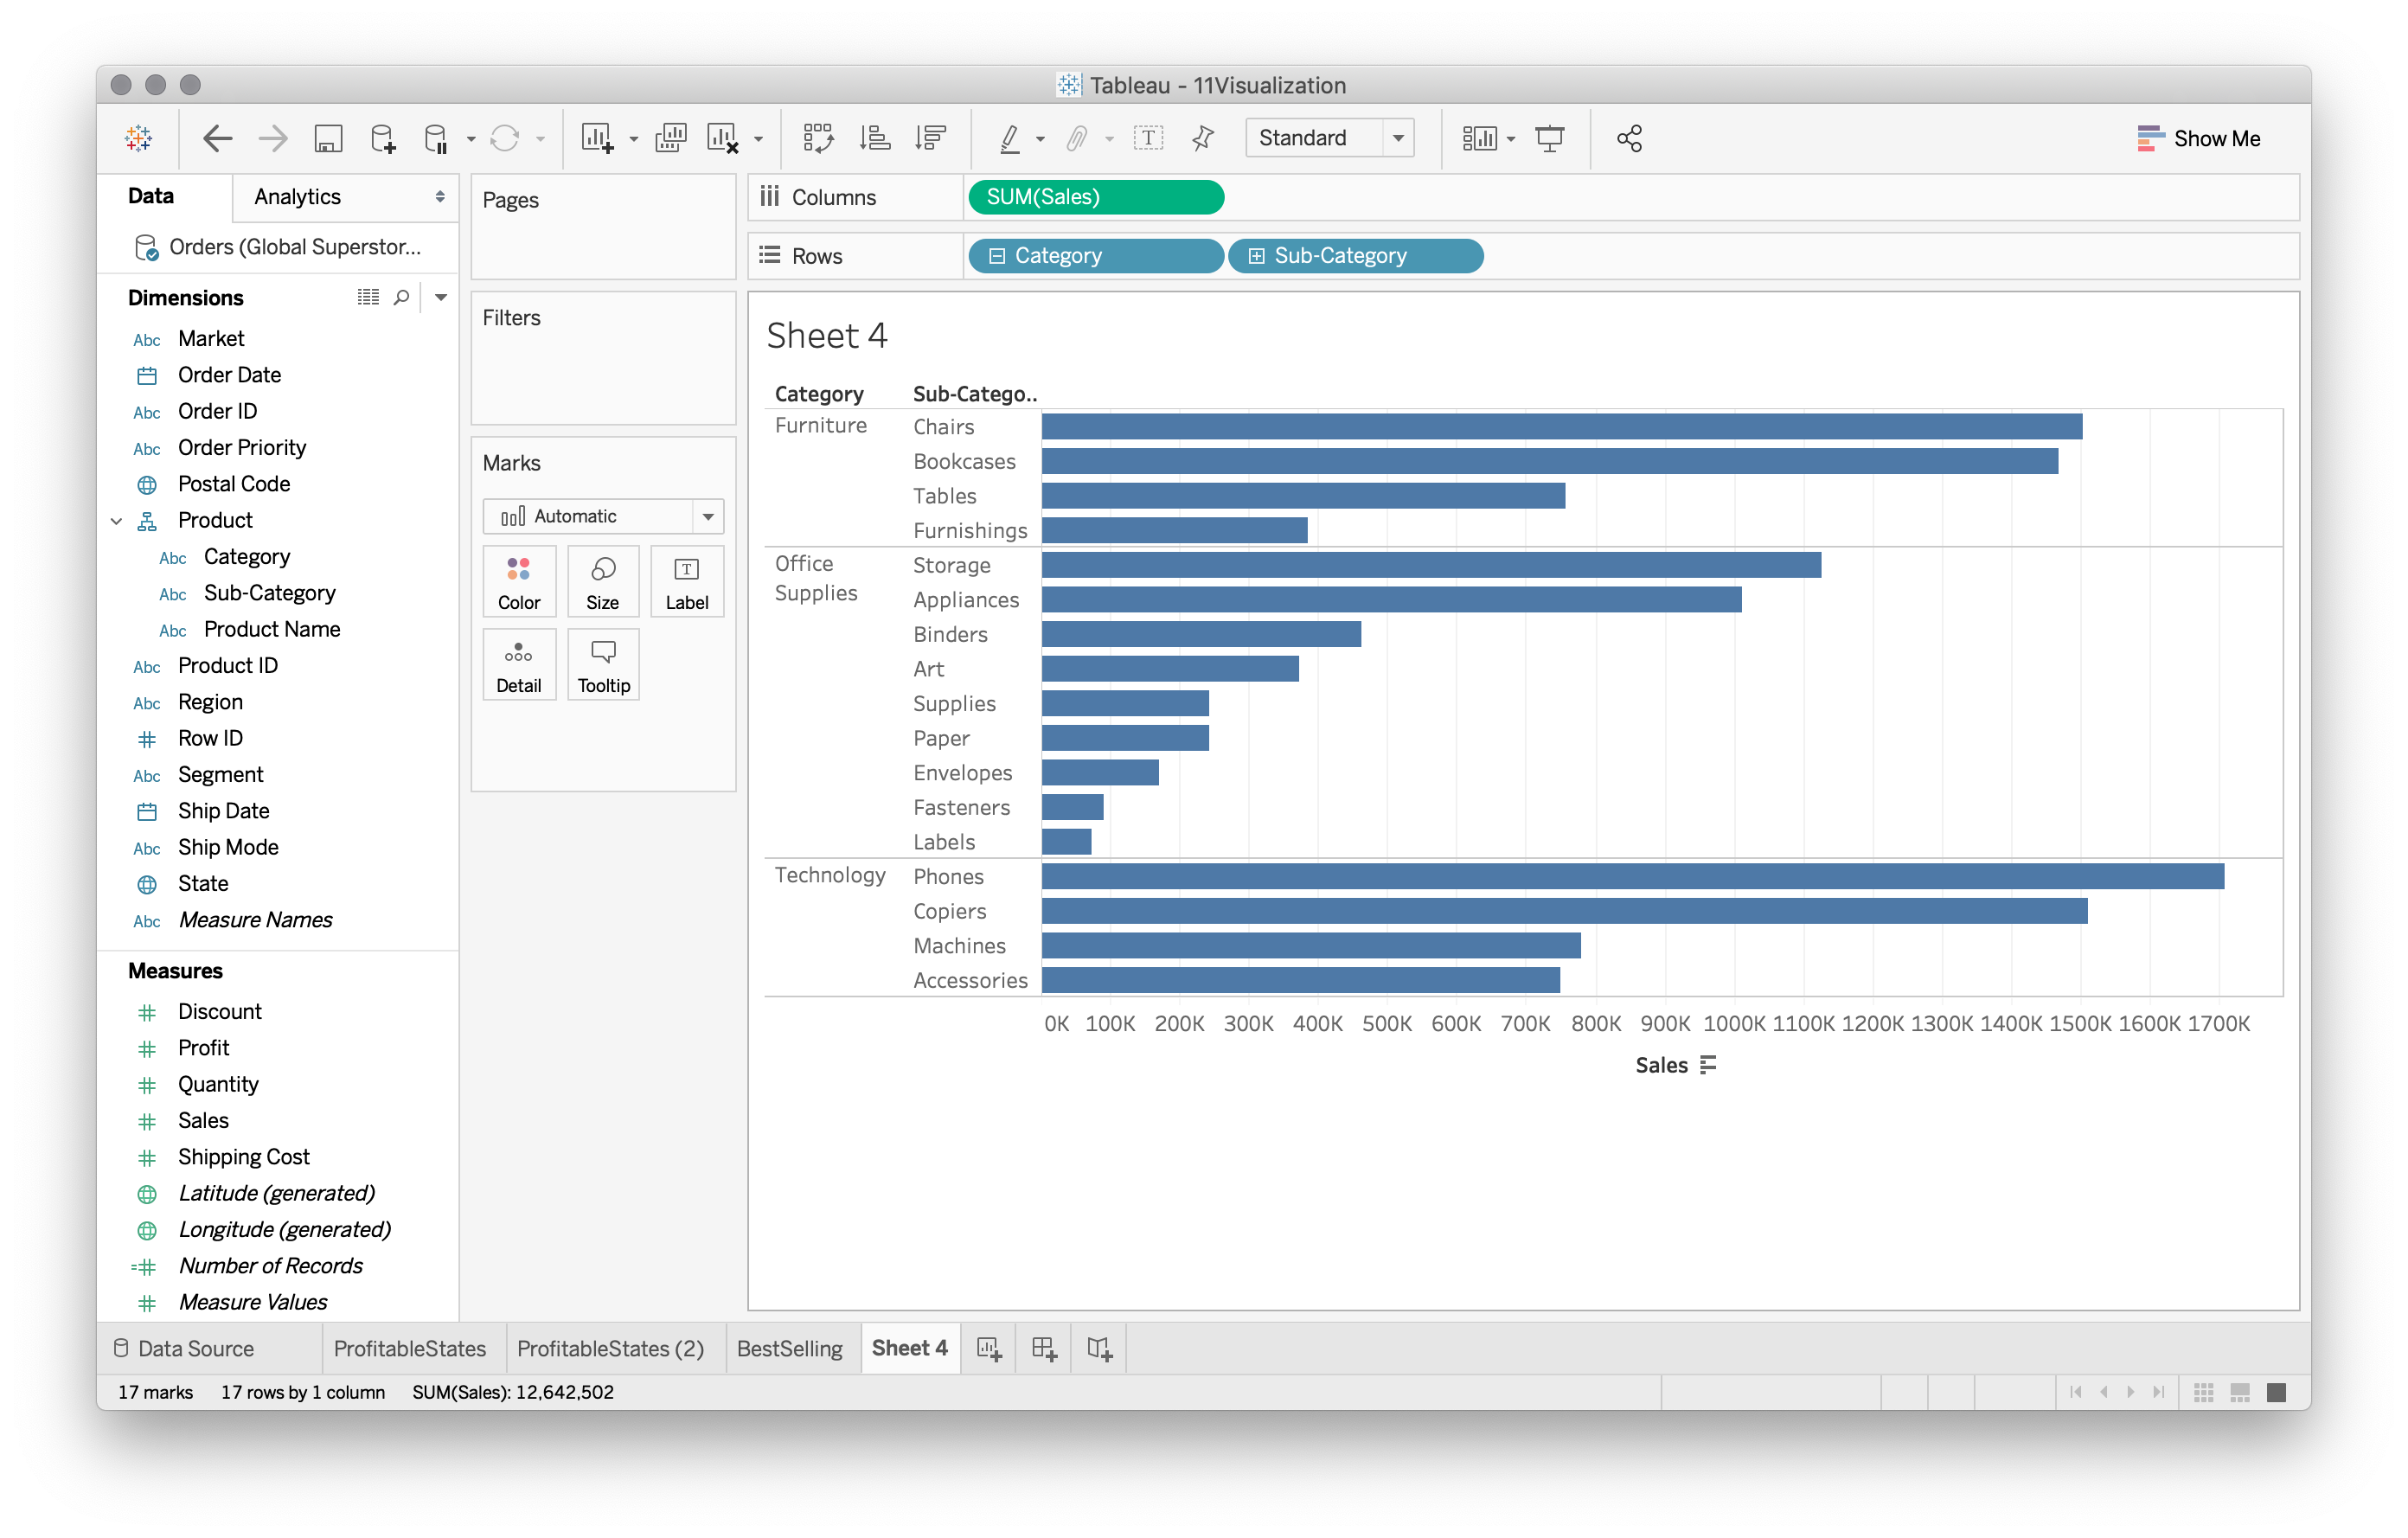 Tableau - 11Visualization
Standard
Show Me
Data
Analytics
Orders (Global Superstor...
Dimensions
Abc Market
Order Date
Abc Order ID
Abc Order Priority
Postal Code
Product
Abc Category
Abc Sub-Category
Abc Product Name
Abc Product ID
Abc Region
Row ID
Abc Segment
Ship Date
Abc Ship Mode
State
Abc Measure Names
Measures
Discount
Profit
Quantity
Sales
Shipping Cost
Latitude (generated)
Longitude (generated)
Number of Records
Measure Values
Pages
Filters
Marks
Automatic
Color Size Label
Detail Tooltip
Columns SUM(Sales)
Rows Category Sub-Category
Sheet 4
Category Sub-Catego..
Furniture Chairs
Bookcases
Tables
Furnishings
Office Storage
Supplies Appliances
Binders
Art
Supplies
Paper
Envelopes
Fasteners
Labels
Technology Phones
Copiers
Machines
Accessories
0K 100K 200K 300K 400K 500K 600K 700K 800K 900K 1000K 1100K 1200K 1300K 1400K 1500K 1600K 1700K
Sales
Data Source ProfitableStates ProfitableStates (2) BestSelling Sheet 4
17 marks 17 rows by 1 column SUM(Sales): 12,642,502